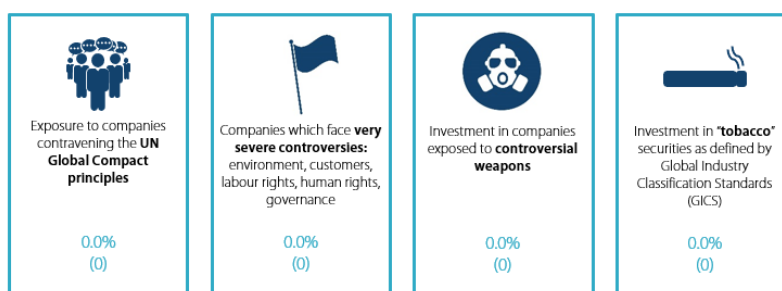 Exposure to companies
contravening the UN
Global Compact
principles
0.0%
(0)
Companies which face very
severe controversies:
environment, customers,
labour rights, human rights,
governance
0.0%
(0)
Investment in companies
exposed to controversial
weapons
0.0%
(0)
Investment in "tobacco"
securities as defined by
Global Industry
Classification Standards
(GICS)
0.0%
(0)